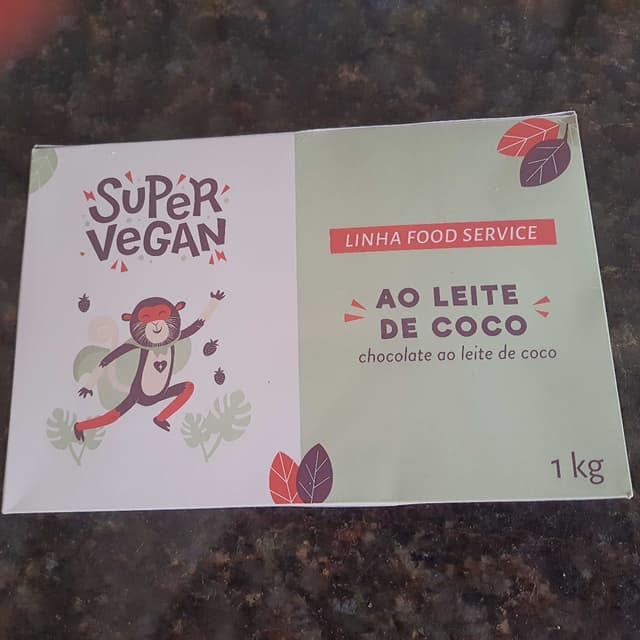 SUPER
VEGAN
LINHA FOOD SERVICE
AO LEITE
DE COCO
chocolate ao leite de coco
1 kg